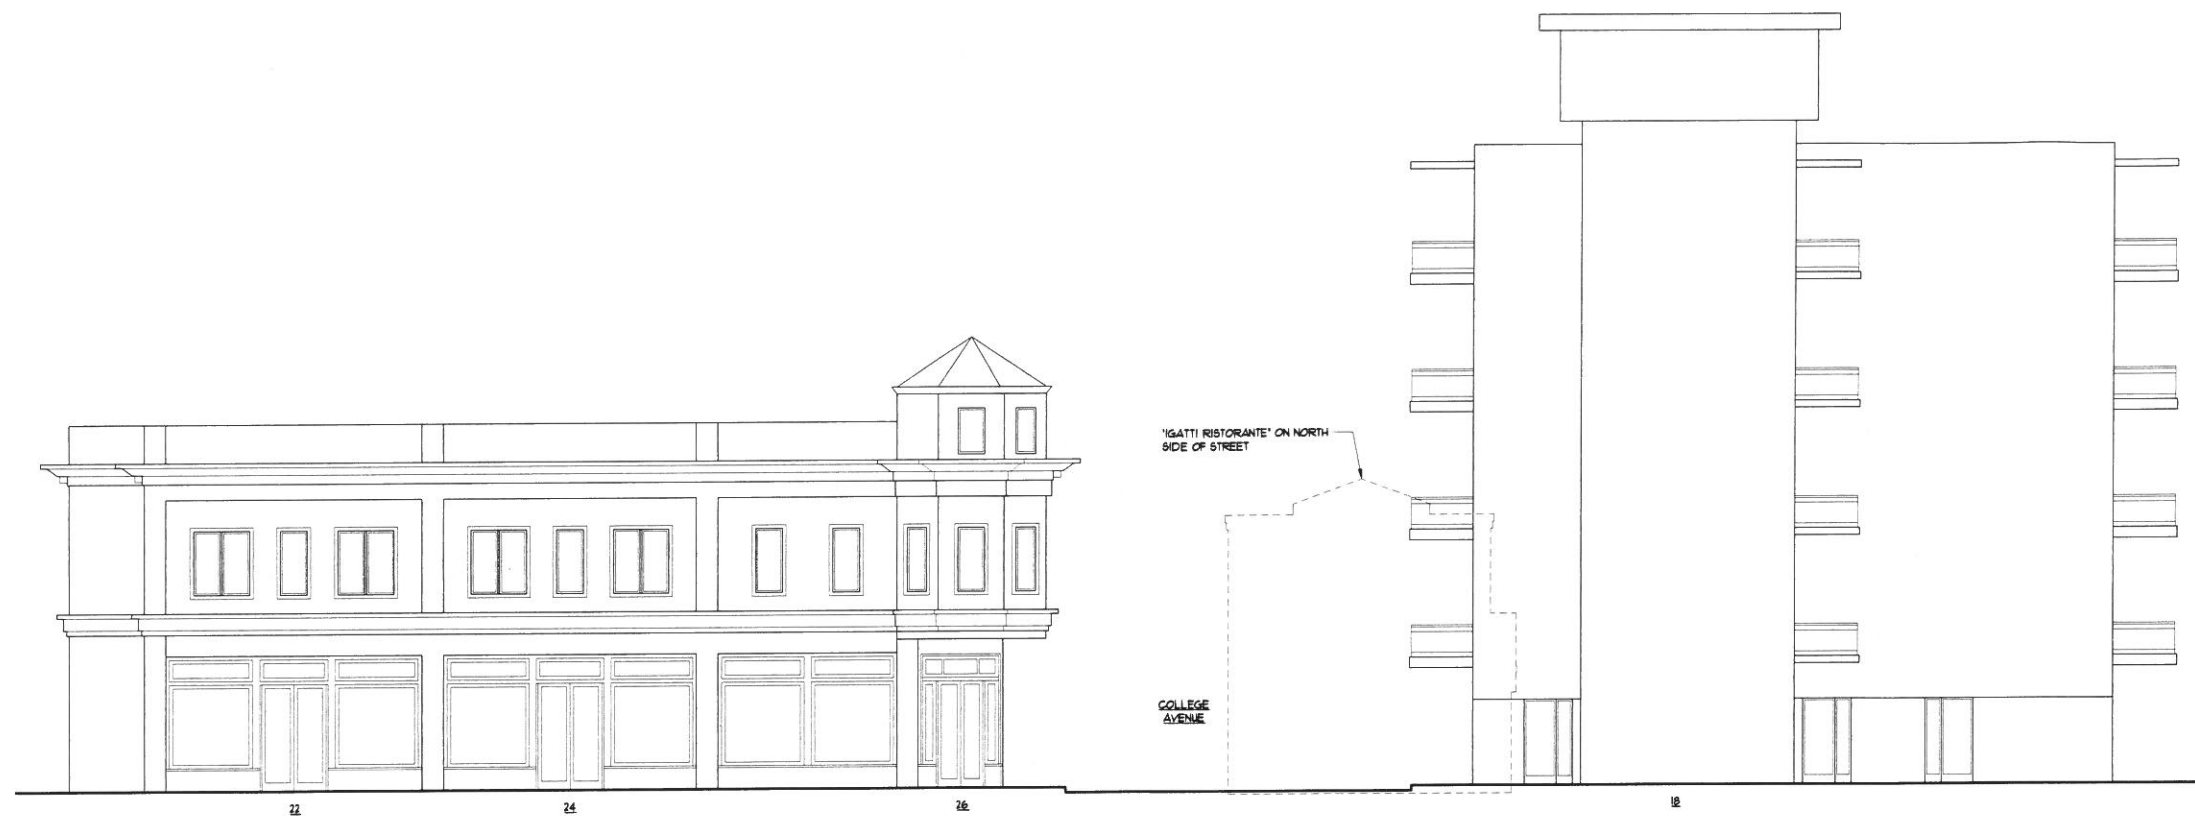 'IGATTI RISTORANTE' ON NORTH
SIDE OF STREET
COLLEGE
AVENUE
22
24
26
18